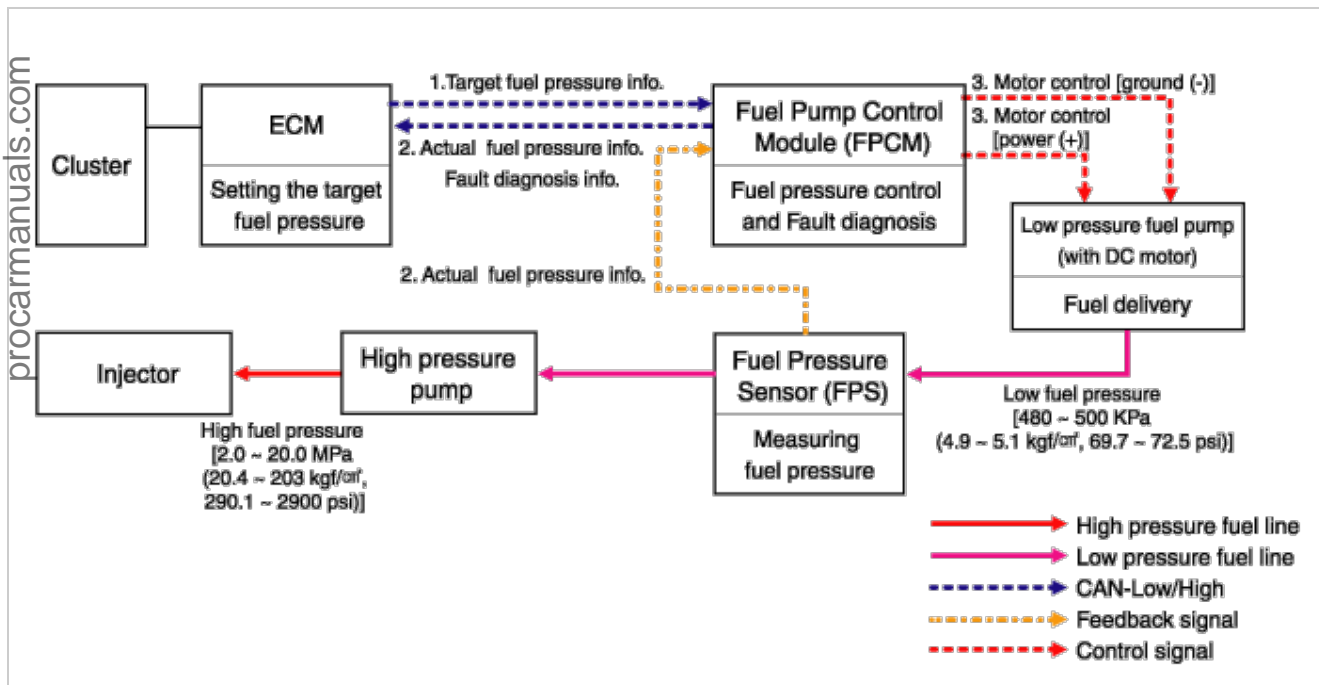 procarmanuals.com
Cluster
ECM
Setting the target
fuel pressure
1.Target fuel pressure info.
2. Actual fuel pressure info.
Fault diagnosis info.
Fuel Pump Control
Module (FPCM)
Fuel pressure control
and Fault diagnosis
3. Motor control [ground (-)]
3. Motor control
[power (+)]
Low pressure fuel pump
(with DC motor)
Fuel delivery
2. Actual fuel pressure info.
Injector
High pressure
pump
Fuel Pressure
Sensor (FPS)
Measuring
fuel pressure
Low fuel pressure
[480 ~ 500 KPa
(4.9 ~ 5.1 kgf/㎠, 69.7 ~ 72.5 psi)]
High fuel pressure
[2.0 ~ 20.0 MPa
(20.4 ~ 203 kgf/㎠,
290.1 ~ 2900 psi)]
High pressure fuel line
Low pressure fuel line
CAN-Low/High
Feedback signal
Control signal